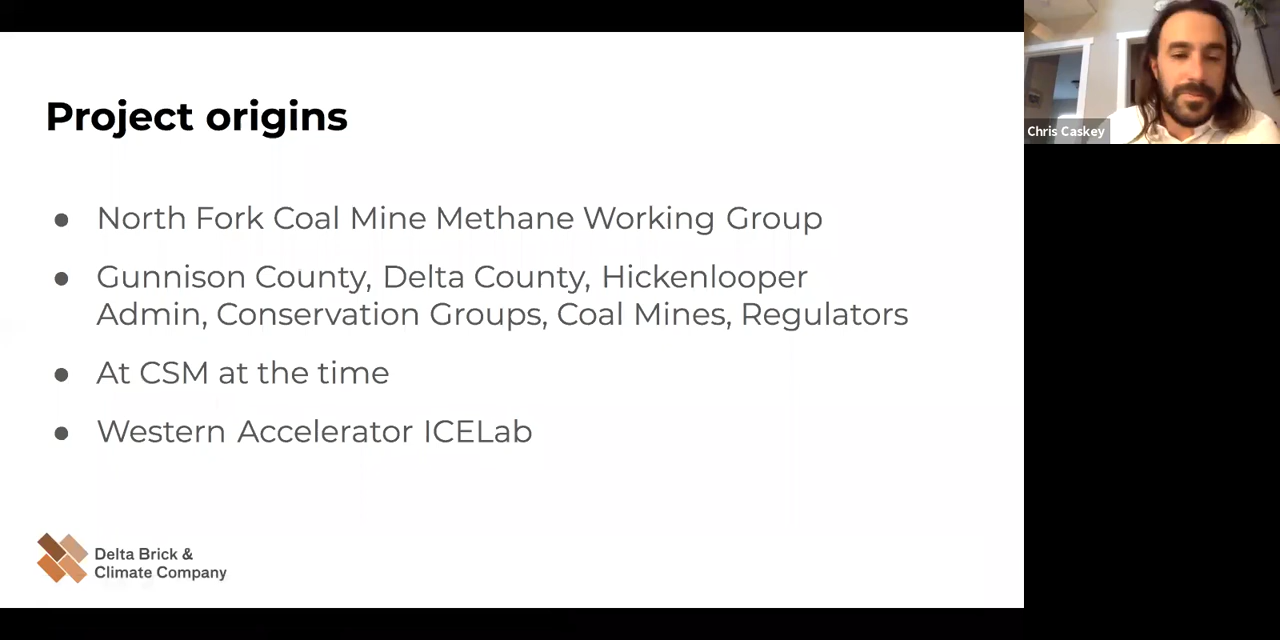 Project origins
● North Fork Coal Mine Methane Working Group
● Gunnison County, Delta County, Hickenlooper
Admin, Conservation Groups, Coal Mines, Regulators
● At CSM at the time
● Western Accelerator ICELab
Delta Brick &
Climate Company
Chris Caskey